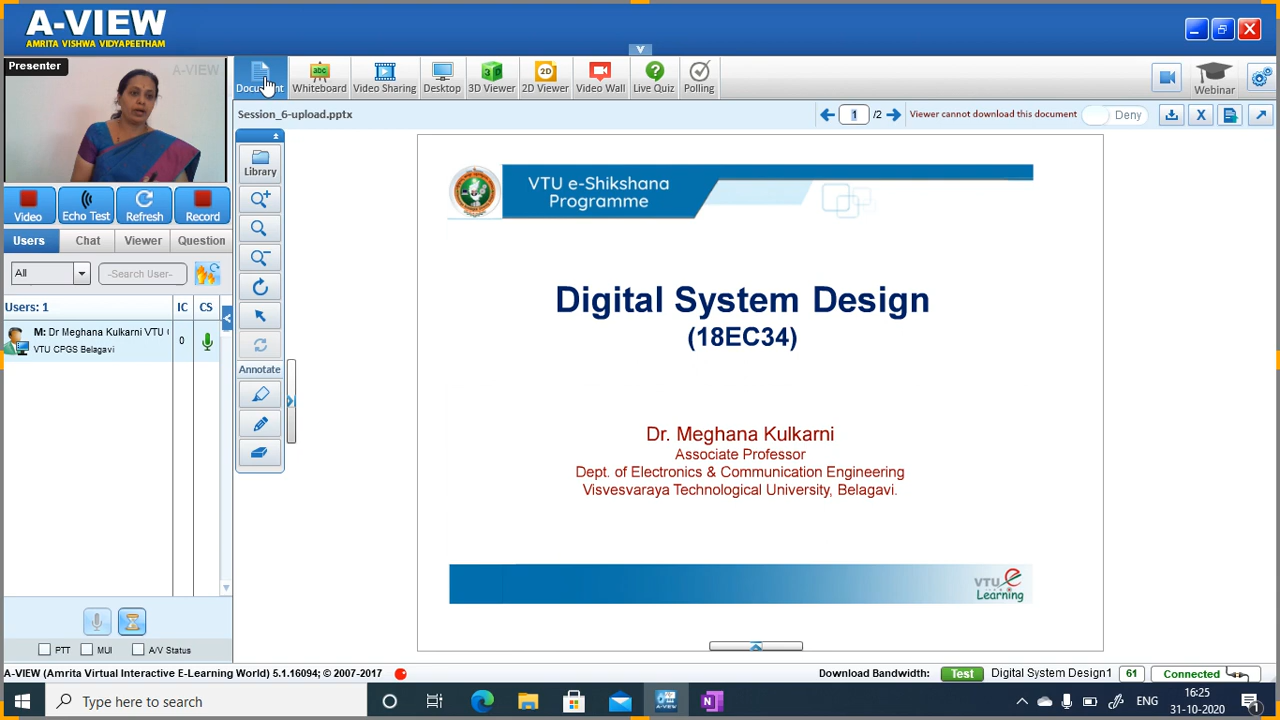 A-VIEW
AMRITA VISHWA VIDYAPEETHAM
Presenter
A-VIEW
Document
Whiteboard
Video Sharing
Desktop
3D Viewer
2D Viewer
Video Wall
Live Quiz
Polling
Webinar
Session_6-upload.pptx
1 /2
Viewer cannot download this document
Deny
Library
Video
Echo Test
Refresh
Record
Users
Chat
Viewer
Question
All
-Search User-
Users: 1
IC
CS
M: Dr Meghana Kulkarni VTU
0
VTU CPGS Belagavi
Annotate
VTU e-Shikshana
Programme
Digital System Design
(18EC34)
Dr. Meghana Kulkarni
Associate Professor
Dept. of Electronics & Communication Engineering
Visvesvaraya Technological University, Belagavi.
VTU e
Learning
PTT
MUI
A/V Status
A-VIEW (Amrita Virtual Interactive E-Learning World) 5.1.16094; © 2007-2017
Download Bandwidth:
Test
Digital System Design1
61
Connected
Type here to search
ENG
16:25
31-10-2020
1